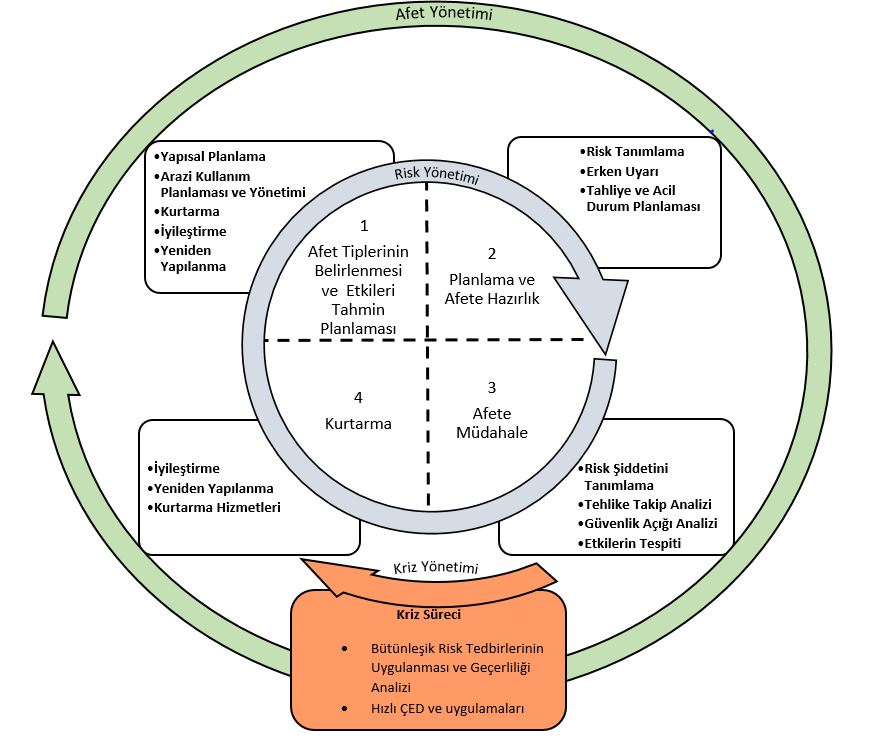 Afet Yönetimi
•Yapısal Planlama
•Arazi Kullanım
Planlaması ve Yönetimi
•Kurtarma
•İyileştirme
•Yeniden
Yapılanma
•Risk Tanımlama
•Erken Uyarı
•Tahliye ve Acil
Durum Planlaması
Risk Yönetimi
1
Afet Tiplerinin
Belirlenmesi
ve Etkileri
Tahmin
Planlaması
2
Planlama ve
Afete Hazırlık
4
Kurtarma
3
Afete
Müdahale
•İyileştirme
•Yeniden Yapılanma
•Kurtarma Hizmetleri
•Risk Şiddetini
Tanımlama
•Tehlike Takip Analizi
•Güvenlik Açığı Analizi
•Etkilerin Tespiti
Kriz Yönetimi
Kriz Süreci
• Bütünleşik Risk Tedbirlerinin
Uygulanması ve Geçerliliği
Analizi
• Hızlı ÇED ve uygulamaları